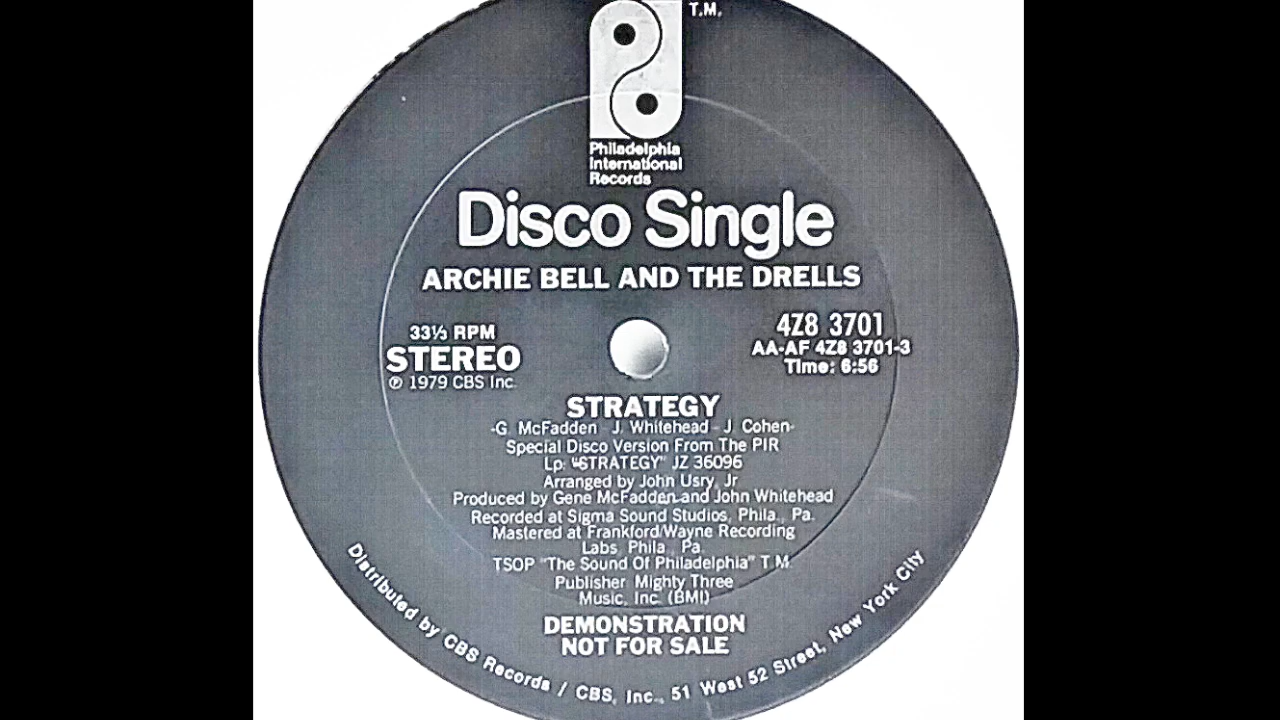 T.M.
Philadelphia
International
Records
Disco Single
ARCHIE BELL AND THE DRELLS
33⅓ RPM
STEREO
℗ 1979 CBS Inc.
4Z8 3701
AA-AF 4Z8 3701-3
Time: 6:56
STRATEGY
-G. McFadden - J. Whitehead - J. Cohen-
Special Disco Version From The PIR
Lp: "STRATEGY" JZ 36096
Arranged by John Usry, Jr
Produced by Gene McFadden and John Whitehead
Recorded at Sigma Sound Studios, Phila., Pa.
Mastered at Frankford/Wayne Recording
Labs, Phila., Pa.
TSOP "The Sound Of Philadelphia" T.M.
Publisher Mighty Three
Music, Inc. (BMI)
DEMONSTRATION
NOT FOR SALE
Distributed by CBS Records / CBS, Inc., 51 West 52 Street, New York City